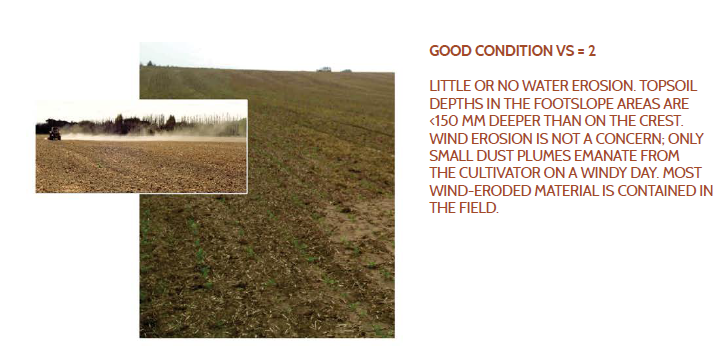 GOOD CONDITION VS = 2
LITTLE OR NO WATER EROSION. TOPSOIL
DEPTHS IN THE FOOTSLOPE AREAS ARE
<150 MM DEEPER THAN ON THE CREST.
WIND EROSION IS NOT A CONCERN; ONLY
SMALL DUST PLUMES EMANATE FROM
THE CULTIVATOR ON A WINDY DAY. MOST
WIND-ERODED MATERIAL IS CONTAINED IN
THE FIELD.